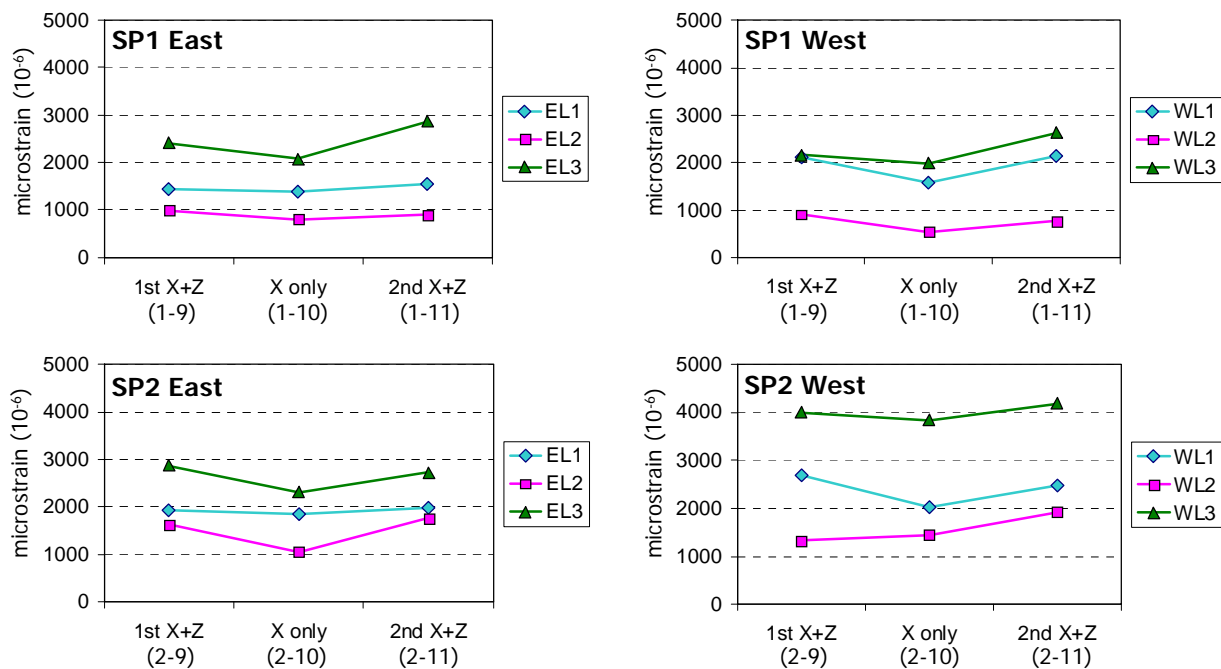 SP1 East
microstrain (10⁻⁶)
5000
4000
3000
2000
1000
0
1st X+Z
(1-9)
X only
(1-10)
2nd X+Z
(1-11)
EL1
EL2
EL3
SP1 West
microstrain (10⁻⁶)
5000
4000
3000
2000
1000
0
1st X+Z
(1-9)
X only
(1-10)
2nd X+Z
(1-11)
WL1
WL2
WL3
SP2 East
microstrain (10⁻⁶)
5000
4000
3000
2000
1000
0
1st X+Z
(2-9)
X only
(2-10)
2nd X+Z
(2-11)
EL1
EL2
EL3
SP2 West
microstrain (10⁻⁶)
5000
4000
3000
2000
1000
0
1st X+Z
(2-9)
X only
(2-10)
2nd X+Z
(2-11)
WL1
WL2
WL3